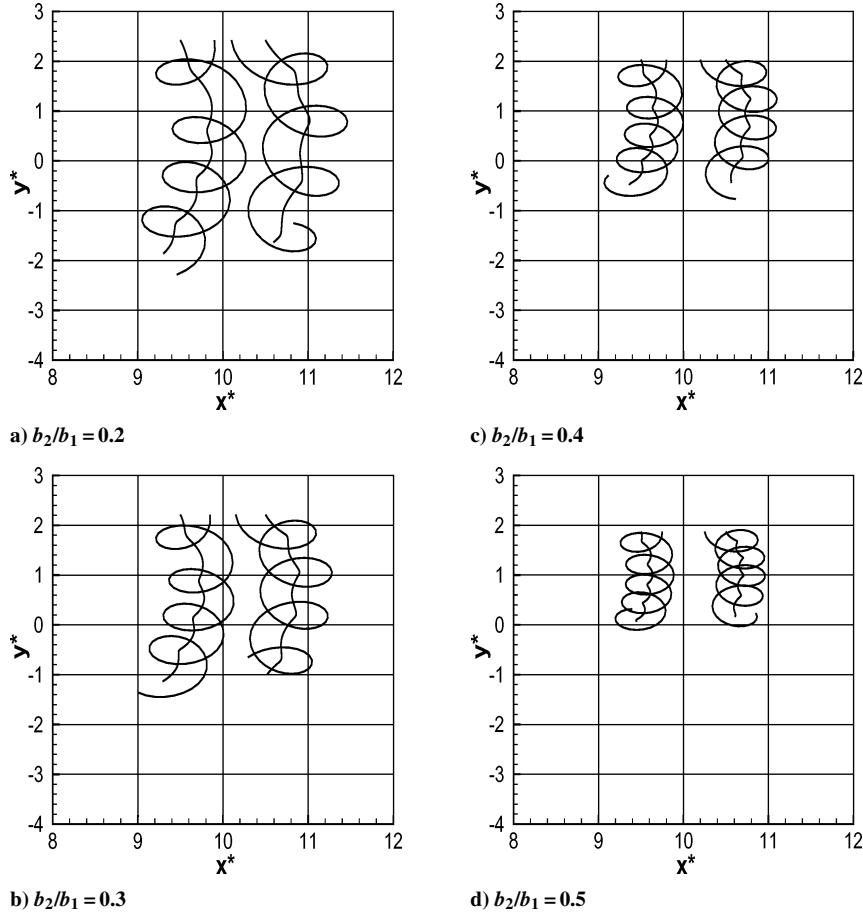 3
2
1
0
-1
-2
-3
-4
y*
8 9 10 11 12
x*
a) b₂/b₁ = 0.2
3
2
1
0
-1
-2
-3
-4
y*
8 9 10 11 12
x*
c) b₂/b₁ = 0.4
3
2
1
0
-1
-2
-3
-4
y*
8 9 10 11 12
x*
b) b₂/b₁ = 0.3
3
2
1
0
-1
-2
-3
-4
y*
8 9 10 11 12
x*
d) b₂/b₁ = 0.5